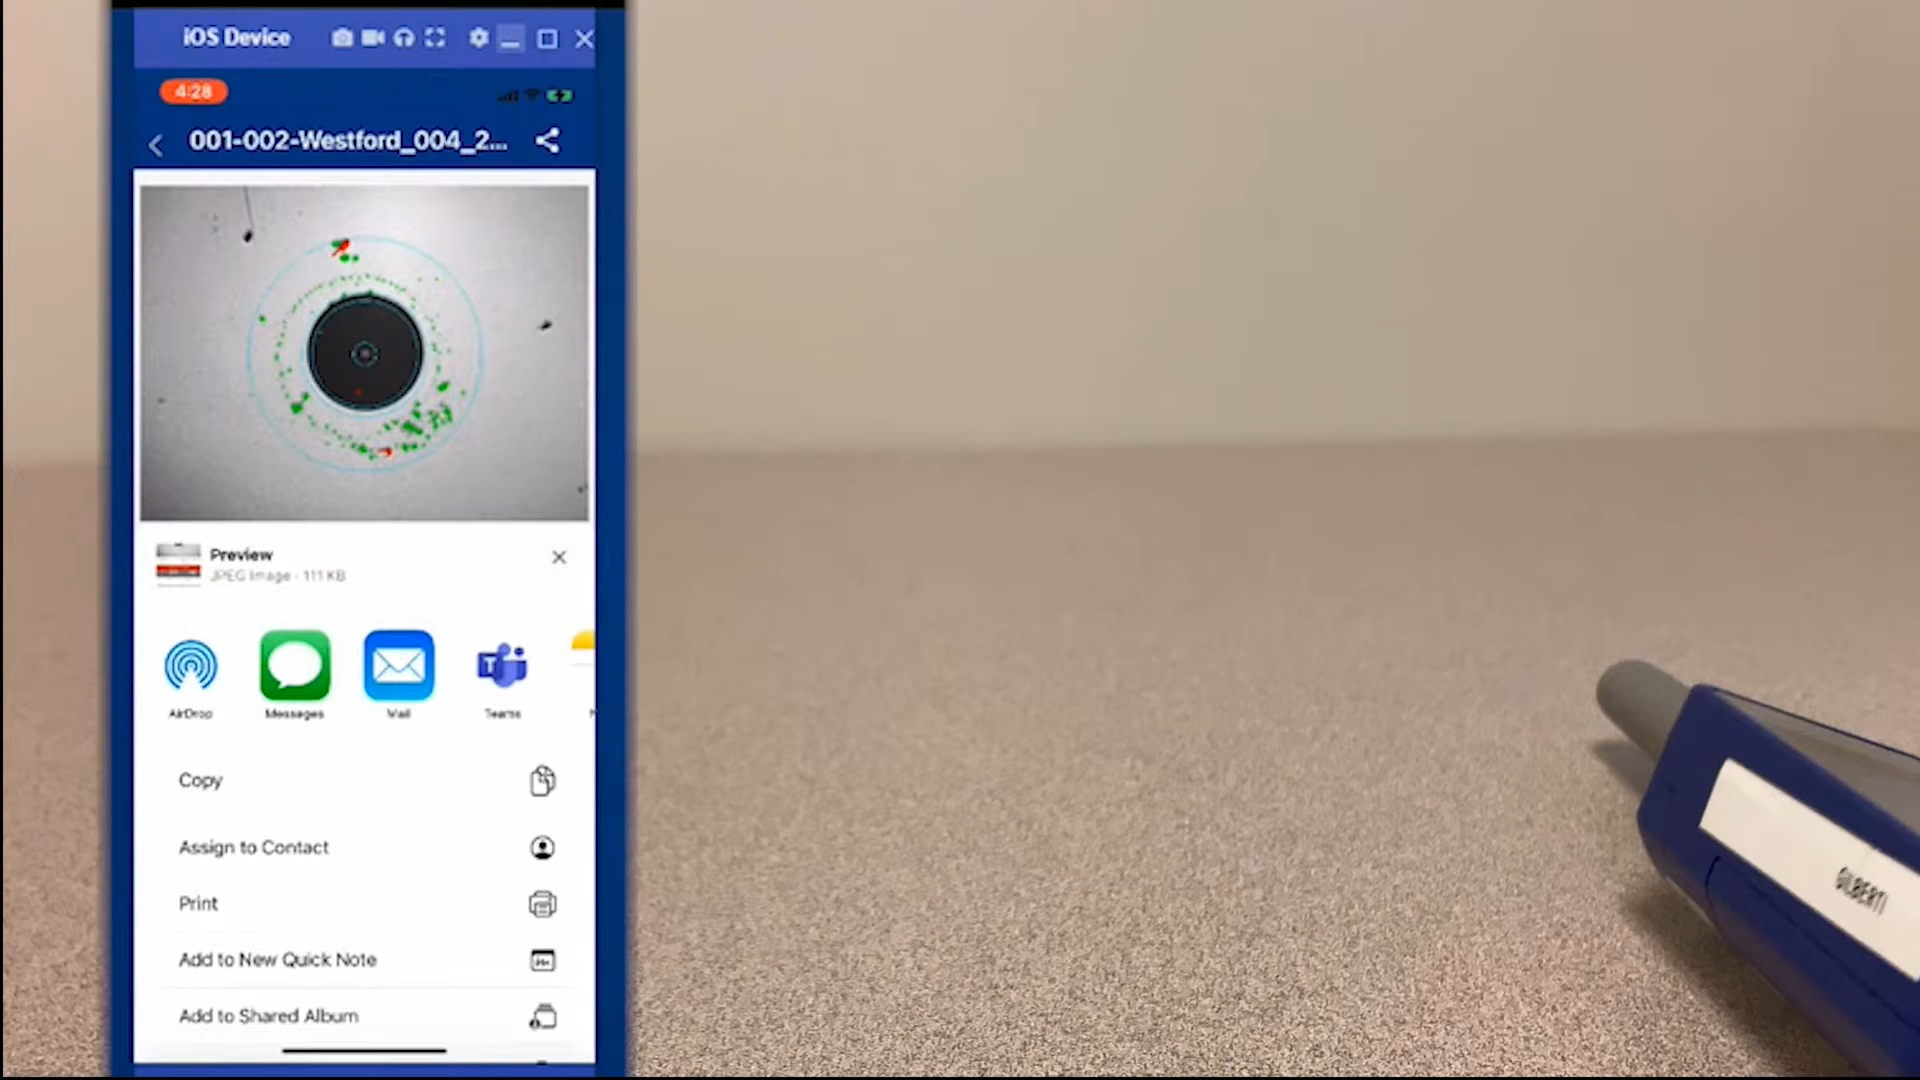 iOS Device
4:28
001-002-Westford_004_2...
Preview
JPEG Image - 111 KB
AirDrop
Messages
Mail
Teams
Copy
Assign to Contact
Print
Add to New Quick Note
Add to Shared Album
GILBERTI